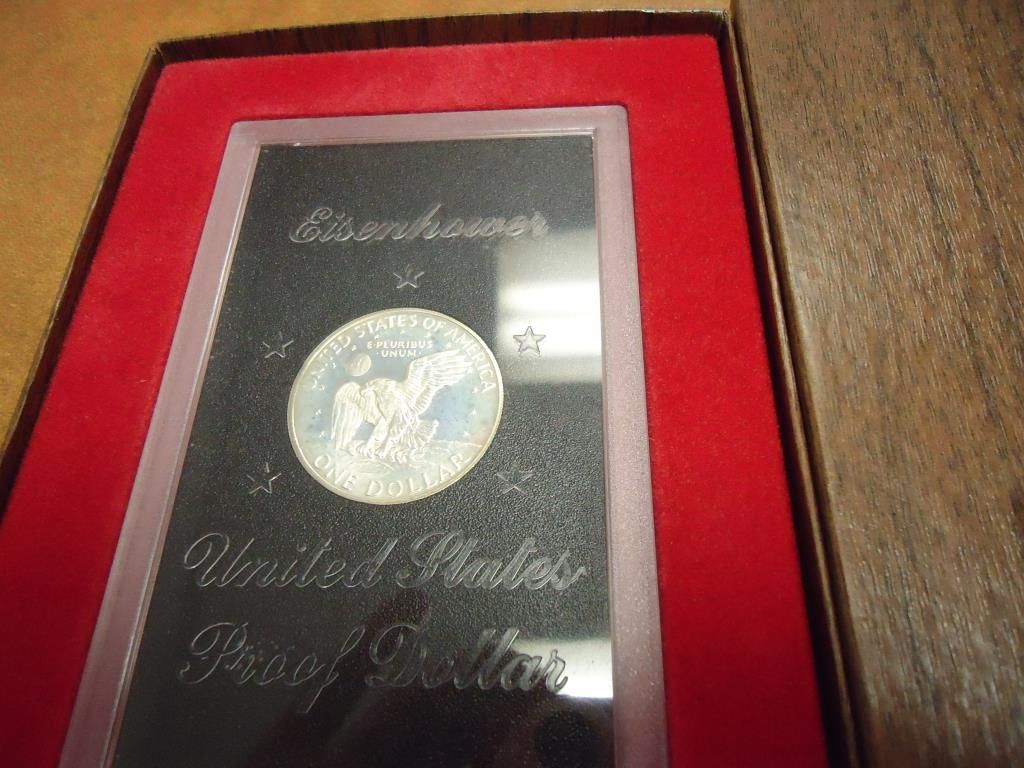 Eisenhower
UNITED STATES OF AMERICA
E·PLURIBUS
·UNUM·
ONE DOLLAR
United States
Proof Dollar